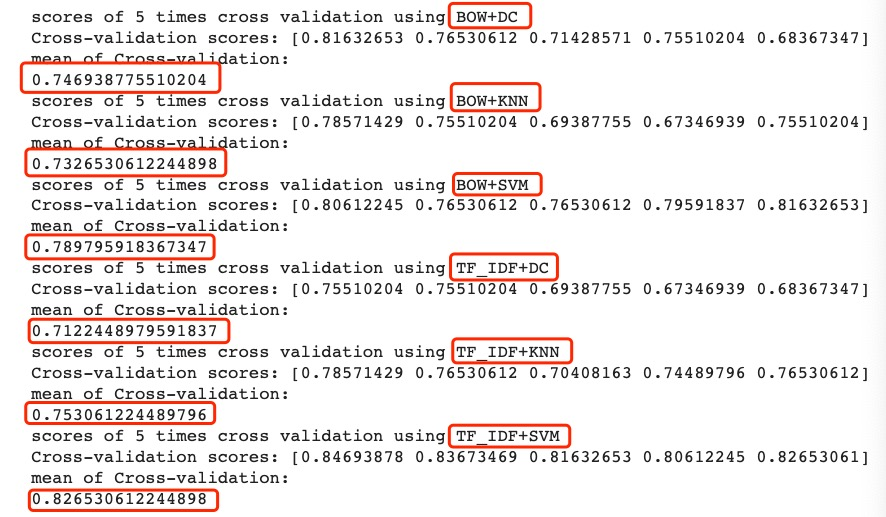 scores of 5 times cross validation using BOW+DC
Cross-validation scores: [0.81632653 0.76530612 0.71428571 0.75510204 0.68367347]
mean of Cross-validation:
0.746938775510204
scores of 5 times cross validation using BOW+KNN
Cross-validation scores: [0.78571429 0.75510204 0.69387755 0.67346939 0.75510204]
mean of Cross-validation:
0.7326530612244898
scores of 5 times cross validation using BOW+SVM
Cross-validation scores: [0.80612245 0.76530612 0.76530612 0.79591837 0.81632653]
mean of Cross-validation:
0.789795918367347
scores of 5 times cross validation using TF_IDF+DC
Cross-validation scores: [0.75510204 0.75510204 0.69387755 0.67346939 0.68367347]
mean of Cross-validation:
0.7122448979591837
scores of 5 times cross validation using TF_IDF+KNN
Cross-validation scores: [0.78571429 0.76530612 0.70408163 0.74489796 0.76530612]
mean of Cross-validation:
0.753061224489796
scores of 5 times cross validation using TF_IDF+SVM
Cross-validation scores: [0.84693878 0.83673469 0.81632653 0.80612245 0.82653061]
mean of Cross-validation:
0.826530612244898